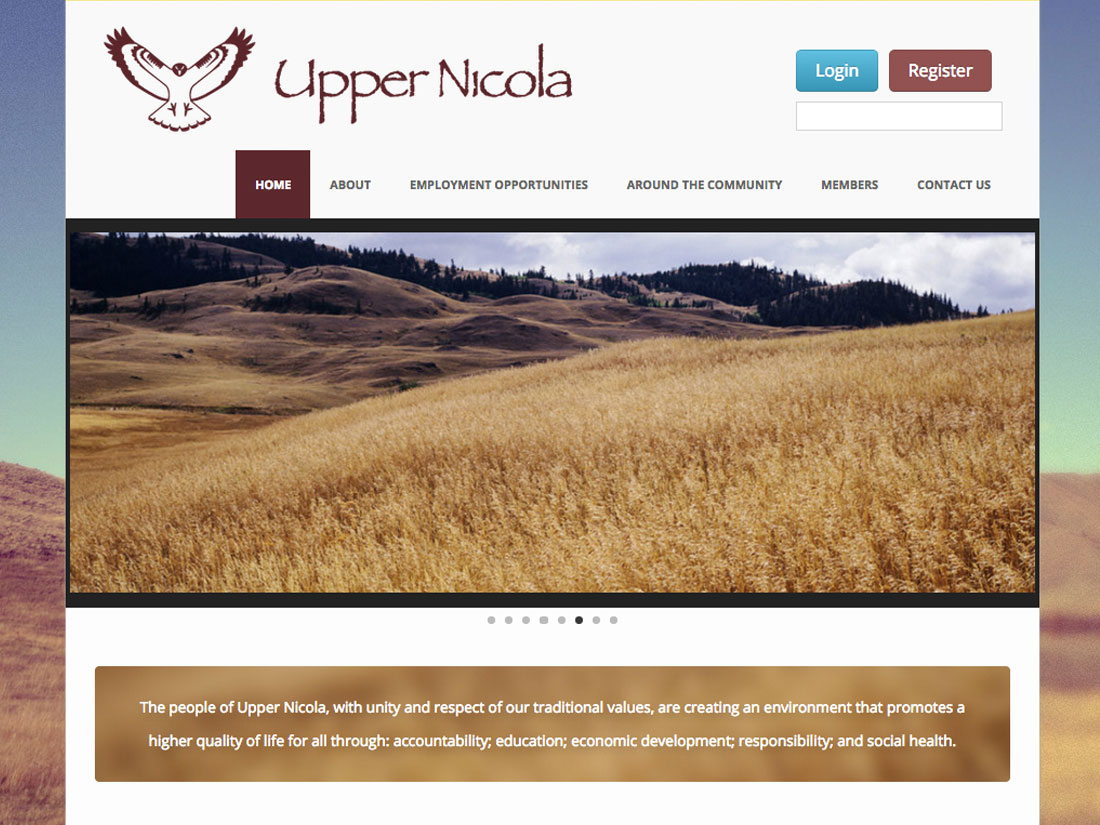 Upper Nicola
Login
Register
HOME
ABOUT
EMPLOYMENT OPPORTUNITIES
AROUND THE COMMUNITY
MEMBERS
CONTACT US
The people of Upper Nicola, with unity and respect of our traditional values, are creating an environment that promotes a
higher quality of life for all through: accountability; education; economic development; responsibility; and social health.